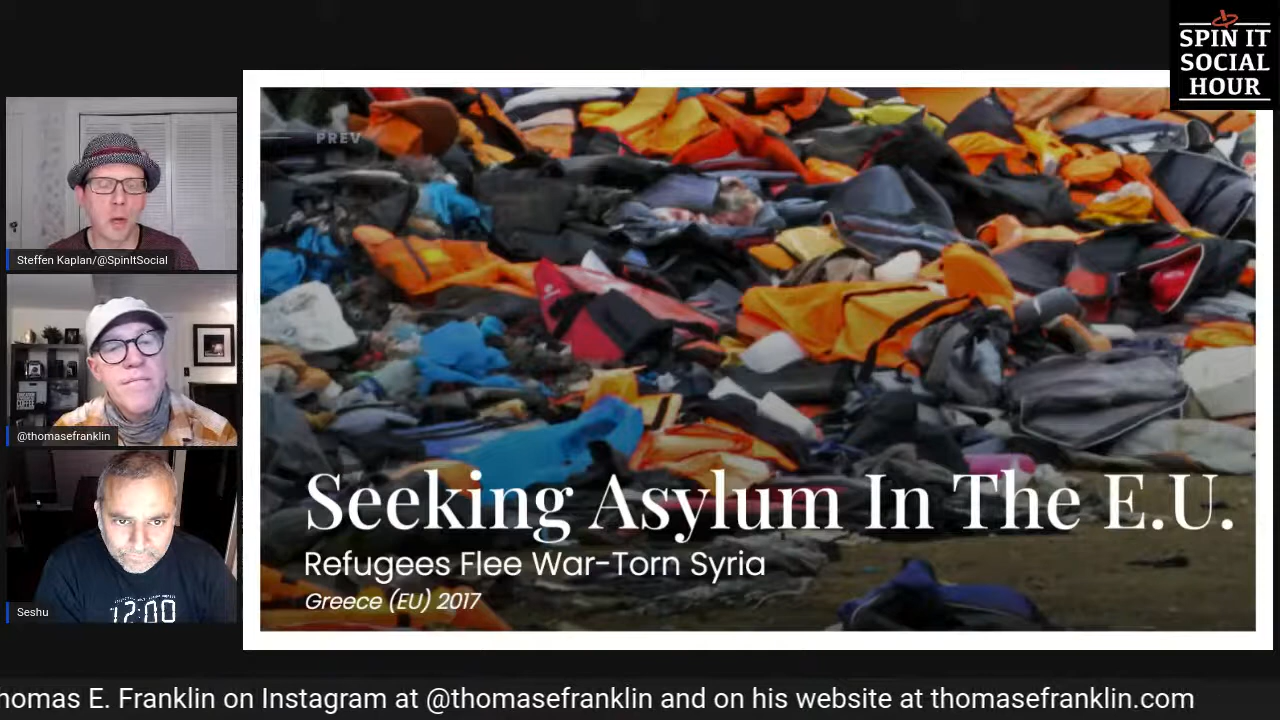 SPIN IT
SOCIAL
HOUR
PREV
Steffen Kaplan/@SpinItSocial
@thomasefranklin
12:00
Seshu
Seeking Asylum In The E.U.
Refugees Flee War-Torn Syria
Greece (EU) 2017
homas E. Franklin on Instagram at @thomasefranklin and on his website at thomasefranklin.com